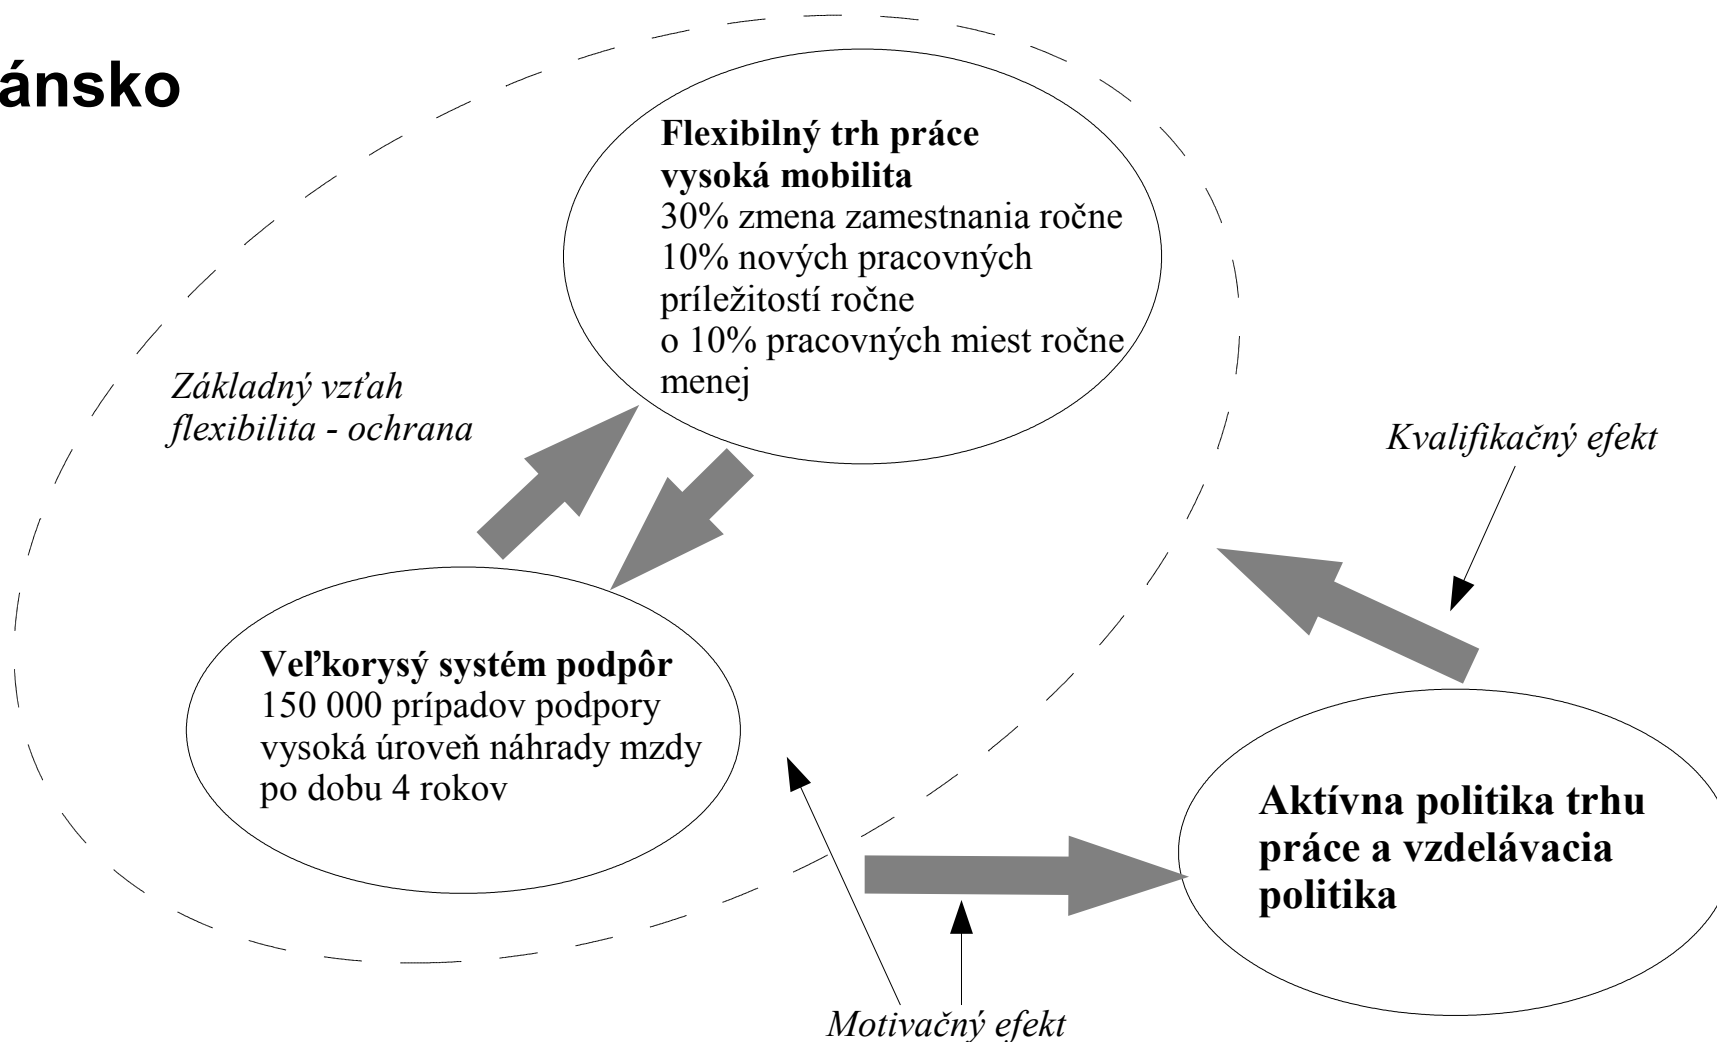 ánsko
Flexibilný trh práce
vysoká mobilita
30% zmena zamestnania ročne
10% nových pracovných
príležitostí ročne
o 10% pracovných miest ročne
menej
Základný vzťah
flexibilita - ochrana
Kvalifikačný efekt
Veľkorysý systém podpôr
150 000 prípadov podpory
vysoká úroveň náhrady mzdy
po dobu 4 rokov
Aktívna politika trhu
práce a vzdelávacia
politika
Motivačný efekt